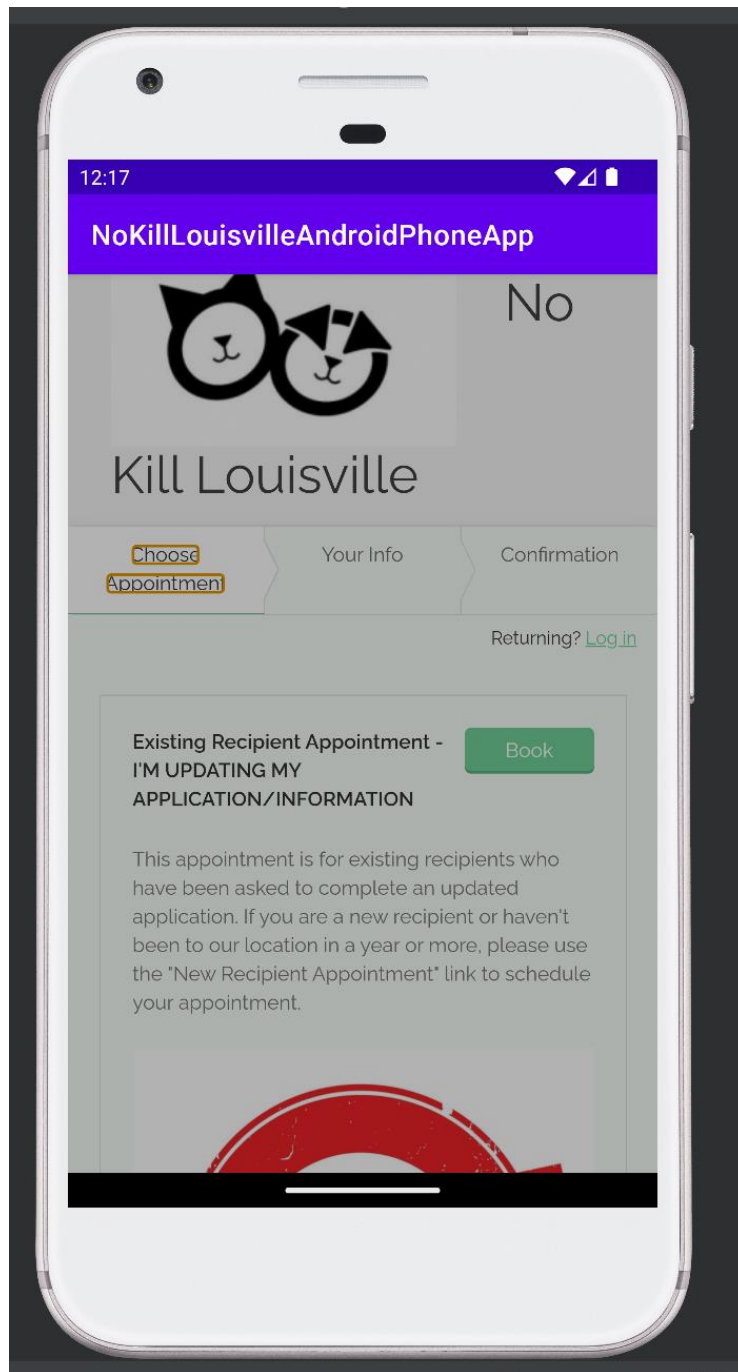 12:17
NoKillLouisvilleAndroidPhoneApp
No
Kill Louisville
Choose
Appointment
Your Info
Confirmation
Returning? Log in
Existing Recipient Appointment -
I'M UPDATING MY
APPLICATION/INFORMATION
Book
This appointment is for existing recipients who
have been asked to complete an updated
application. If you are a new recipient or haven't
been to our location in a year or more, please use
the "New Recipient Appointment" link to schedule
your appointment.